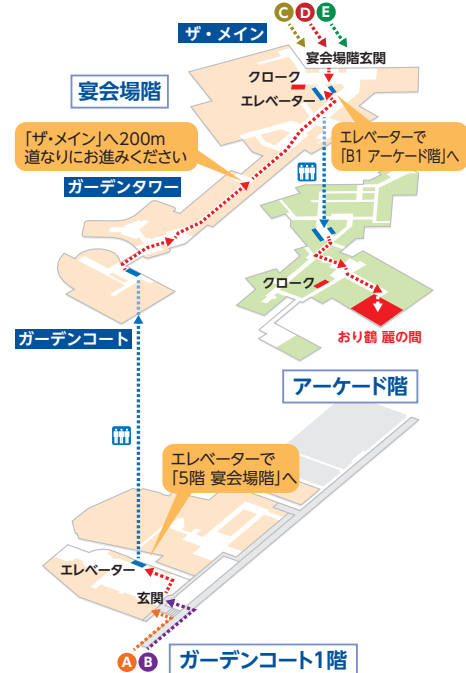 C D E
ザ・メイン
宴会場階玄関
宴会場階
クローク
エレベーター
「ザ・メイン」へ200m
道なりにお進みください
エレベーターで
「B1 アーケード階」へ
ガーデンタワー
クローク
おり鶴 麗の間
ガーデンコート
アーケード階
エレベーターで
「5階 宴会場階」へ
エレベーター
玄関
A B
ガーデンコート1階